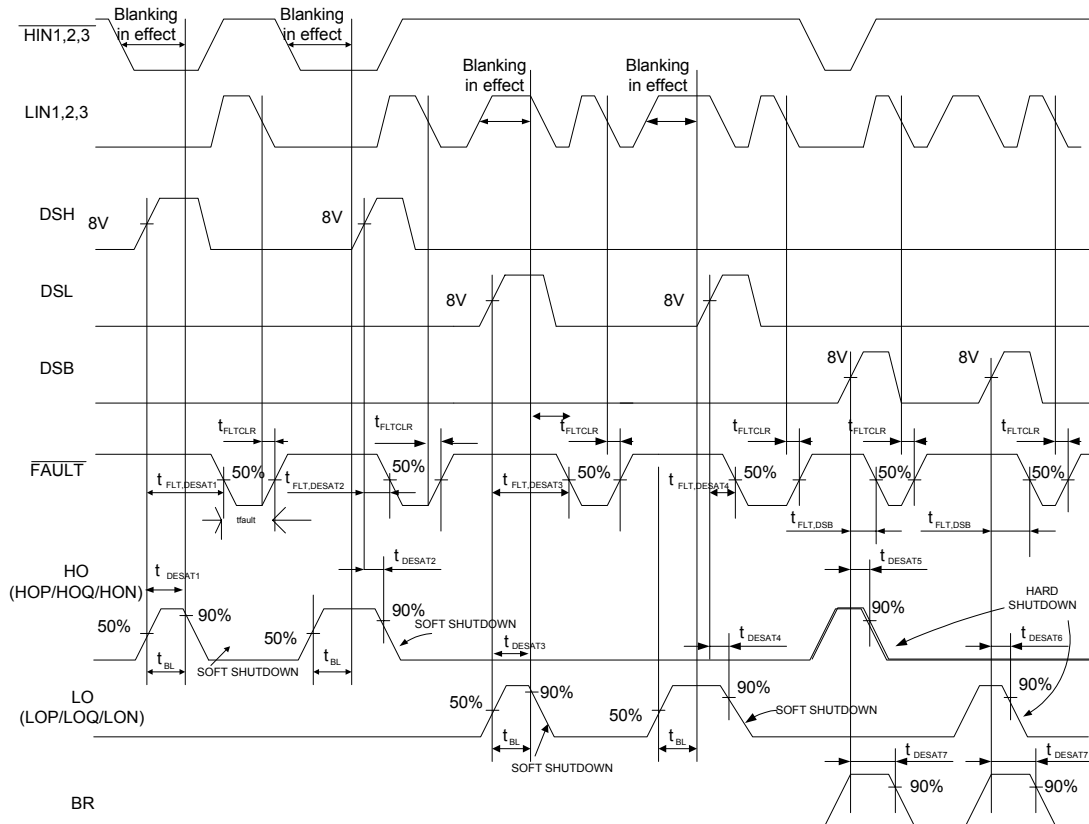 Blanking
in effect
Blanking
in effect
HIN1,2,3
Blanking
in effect
Blanking
in effect
LIN1,2,3
DSH
8V
8V
DSL
8V
8V
DSB
8V
8V
tFLTCLR
tFLTCLR
tFLTCLR
tFLTCLR
tFLTCLR
tFLTCLR
FAULT
50%
50%
50%
50%
50%
50%
tFLT,DESAT1
tFLT,DESAT2
tFLT,DESAT3
tFLT,DESAT4
tfault
tFLT,DSB
tFLT,DSB
HO
(HOP/HOQ/HON)
tDESAT1
tDESAT2
tDESAT5
HARD
SHUTDOWN
50%
90%
50%
90%
SOFT SHUTDOWN
90%
tBL
SOFT SHUTDOWN
tBL
tDESAT3
tDESAT4
tDESAT6
LO
(LOP/LOQ/LON)
50%
90%
50%
90%
SOFT SHUTDOWN
90%
tBL
SOFT SHUTDOWN
tBL
tDESAT7
tDESAT7
BR
90%
90%